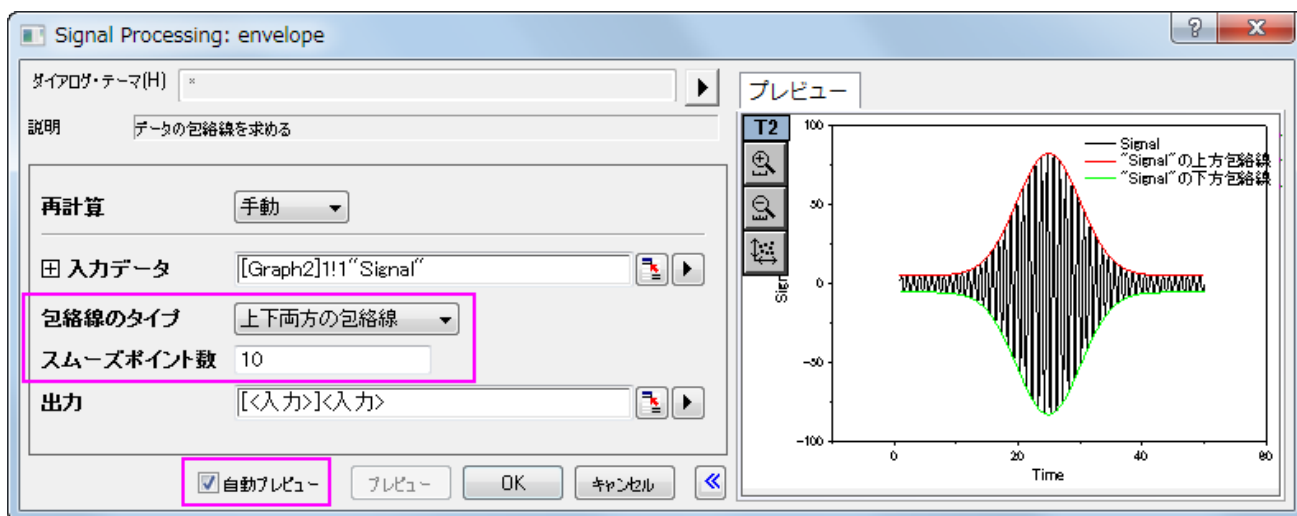 Signal Processing: envelope
ダイアログ・テーマ(H) *
説明 データの包絡線を求める
再計算 手動
入力データ [Graph2]1!1"Signal"
包絡線のタイプ 上下両方の包絡線
スムーズポイント数 10
出力 [<入力>]<入力>
自動プレビュー プレビュー OK キャンセル
プレビュー
T2
100
50
0
-50
-100
Signal
"Signal"の上方包絡線
"Signal"の下方包絡線
0 20 40 60
Time